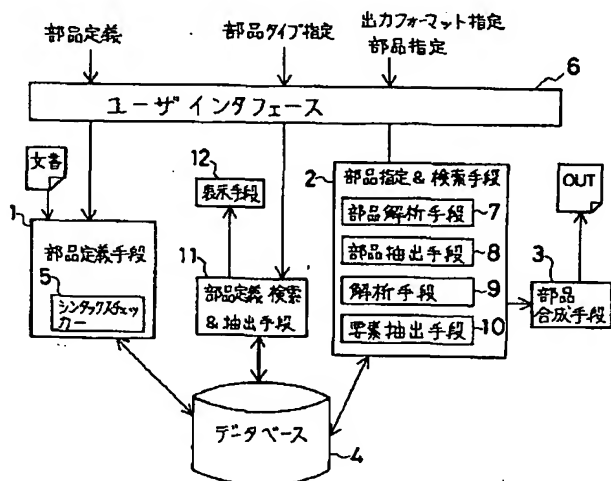 出力フォーマット指定
部品定義
部品タイプ指定
部品指定
6
ユーザインタフェース
文書
12
表示手段
2
部品指定&検索手段
OUT
1
部品定義手段
部品解析手段
7
部品抽出手段
8
3
5
シンタックスチェッカー
11
部品定義検索
&抽出手段
解析手段
9
部品
合成手段
要素抽出手段
10
データベース
4